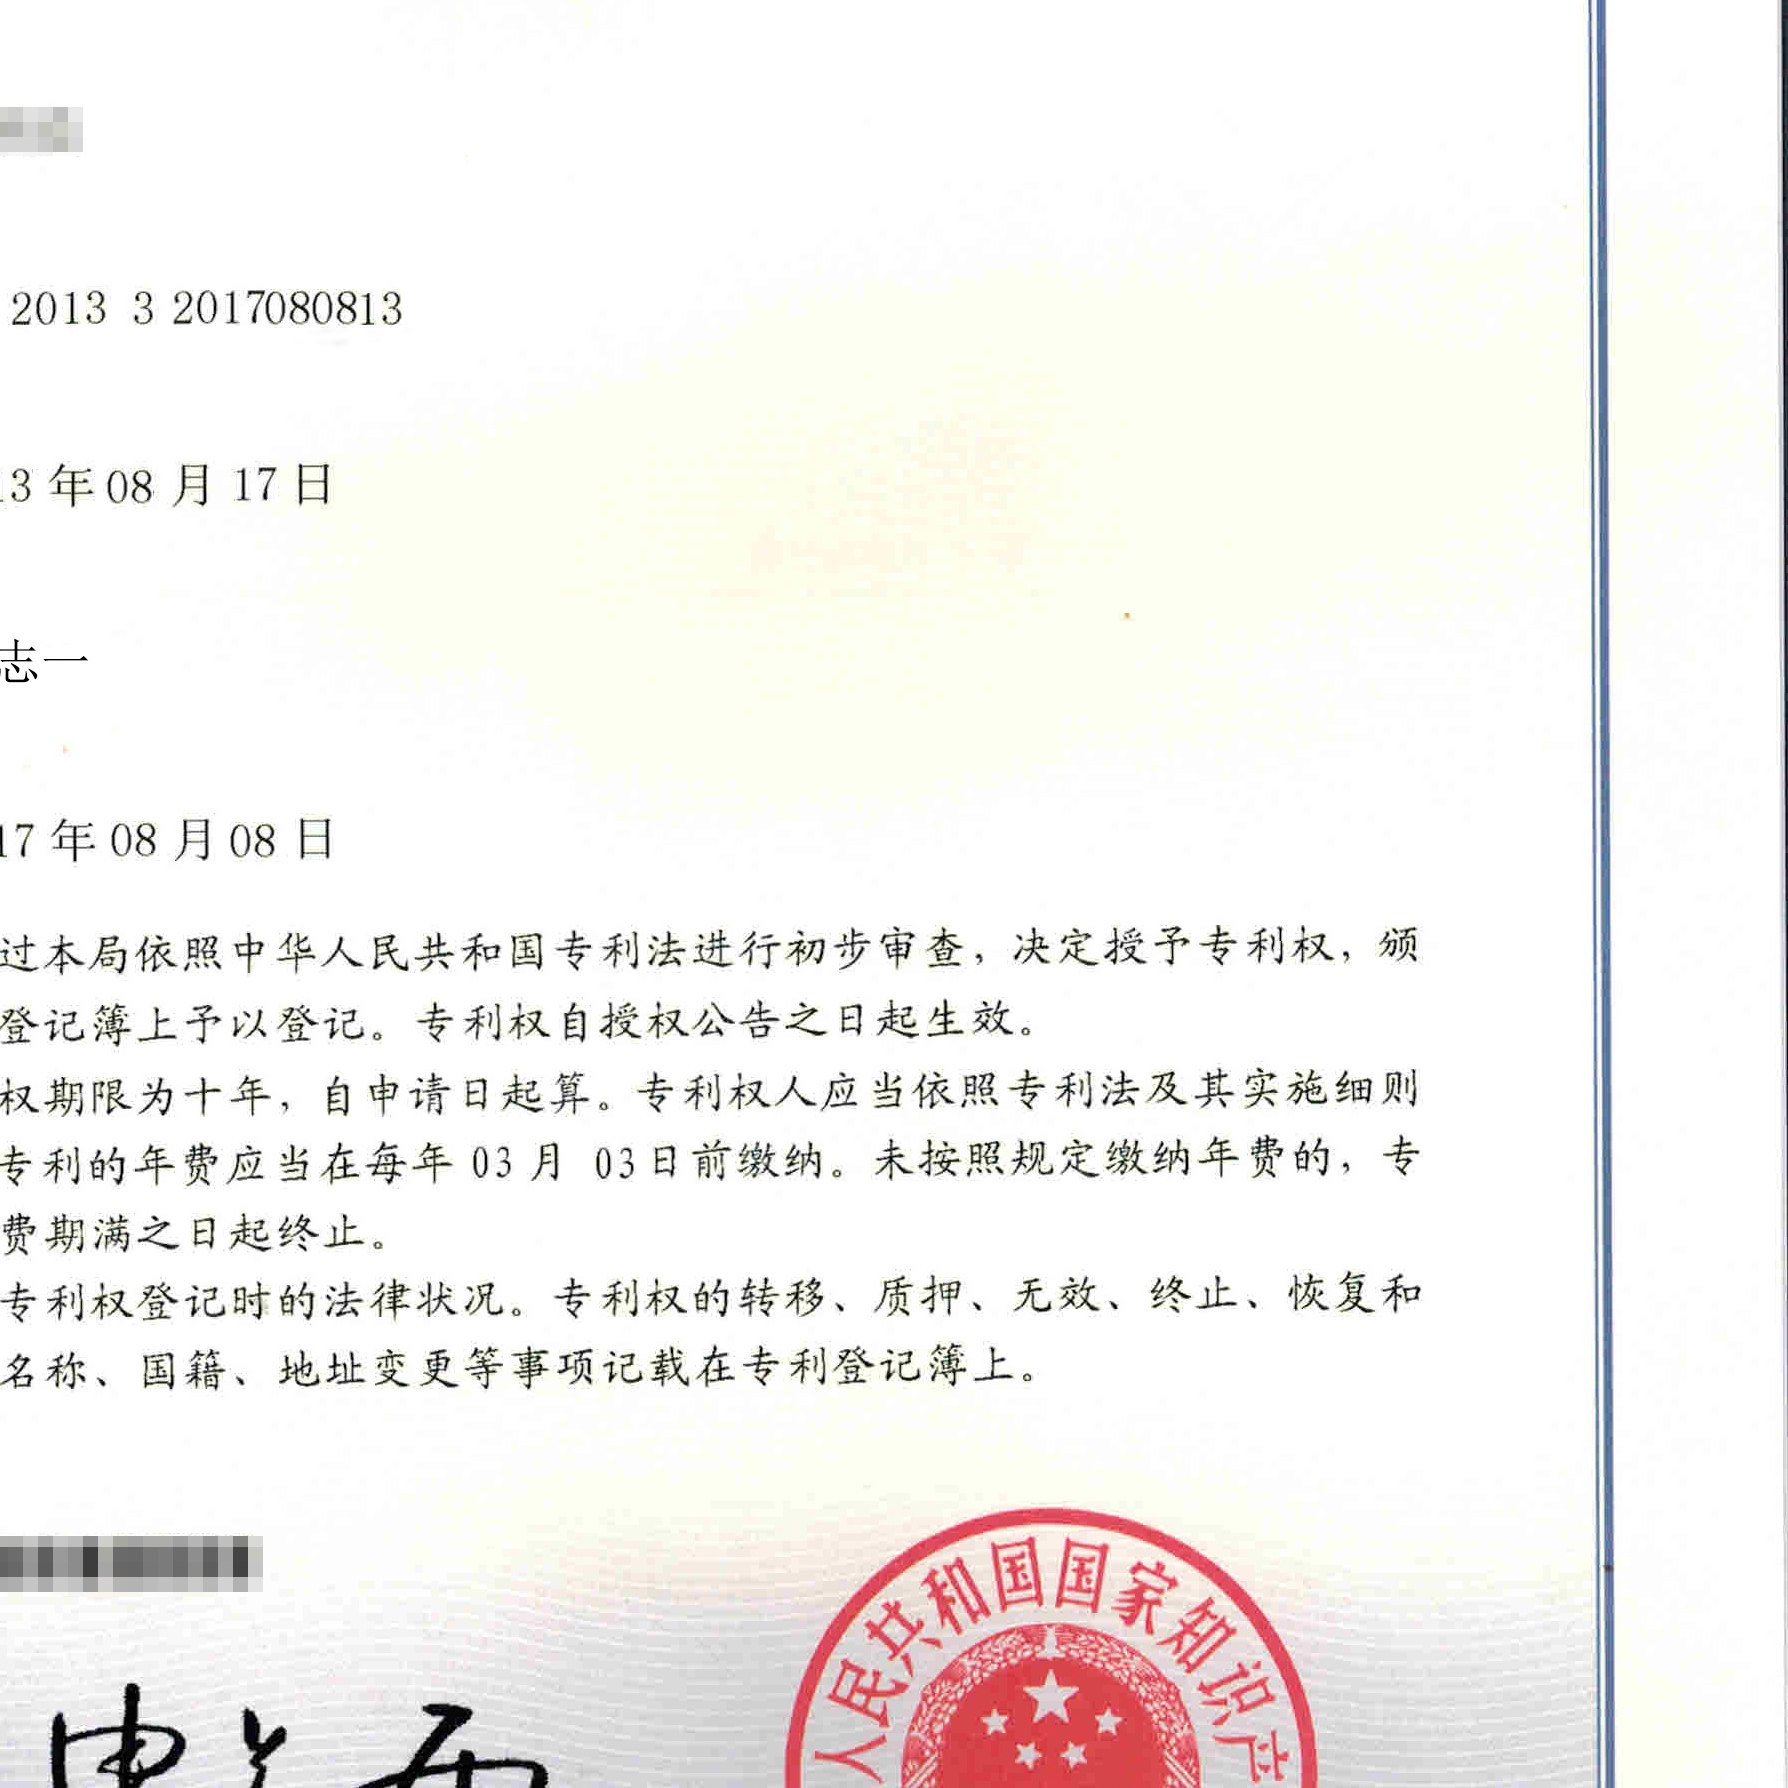 2013 3 2017080813
13 年 08 月 17 日
志一
17 年 08 月 08 日
过本局依照中华人民共和国专利法进行初步审查，决定授予专利权，颁
登记簿上予以登记。专利权自授权公告之日起生效。
权期限为十年，自申请日起算。专利权人应当依照专利法及其实施细则
专利的年费应当在每年 03 月 03 日前缴纳。未按照规定缴纳年费的，专
费期满之日起终止。
专利权登记时的法律状况。专利权的转移、质押、无效、终止、恢复和
名称、国籍、地址变更等事项记载在专利登记簿上。
人民共和国国家知识产
申